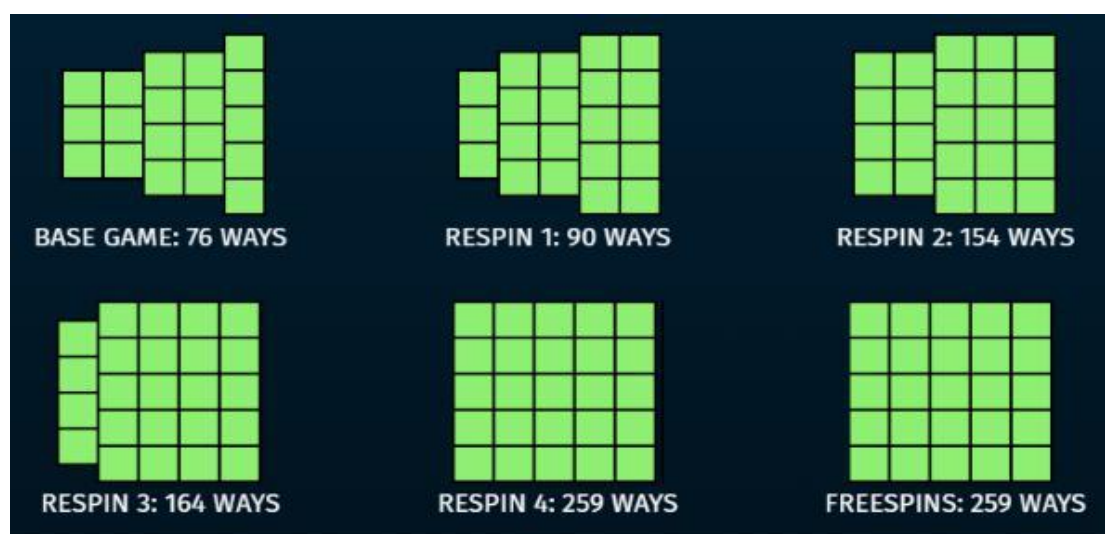 BASE GAME: 76 WAYS
RESPIN 1: 90 WAYS
RESPIN 2: 154 WAYS
RESPIN 3: 164 WAYS
RESPIN 4: 259 WAYS
FREESPINS: 259 WAYS